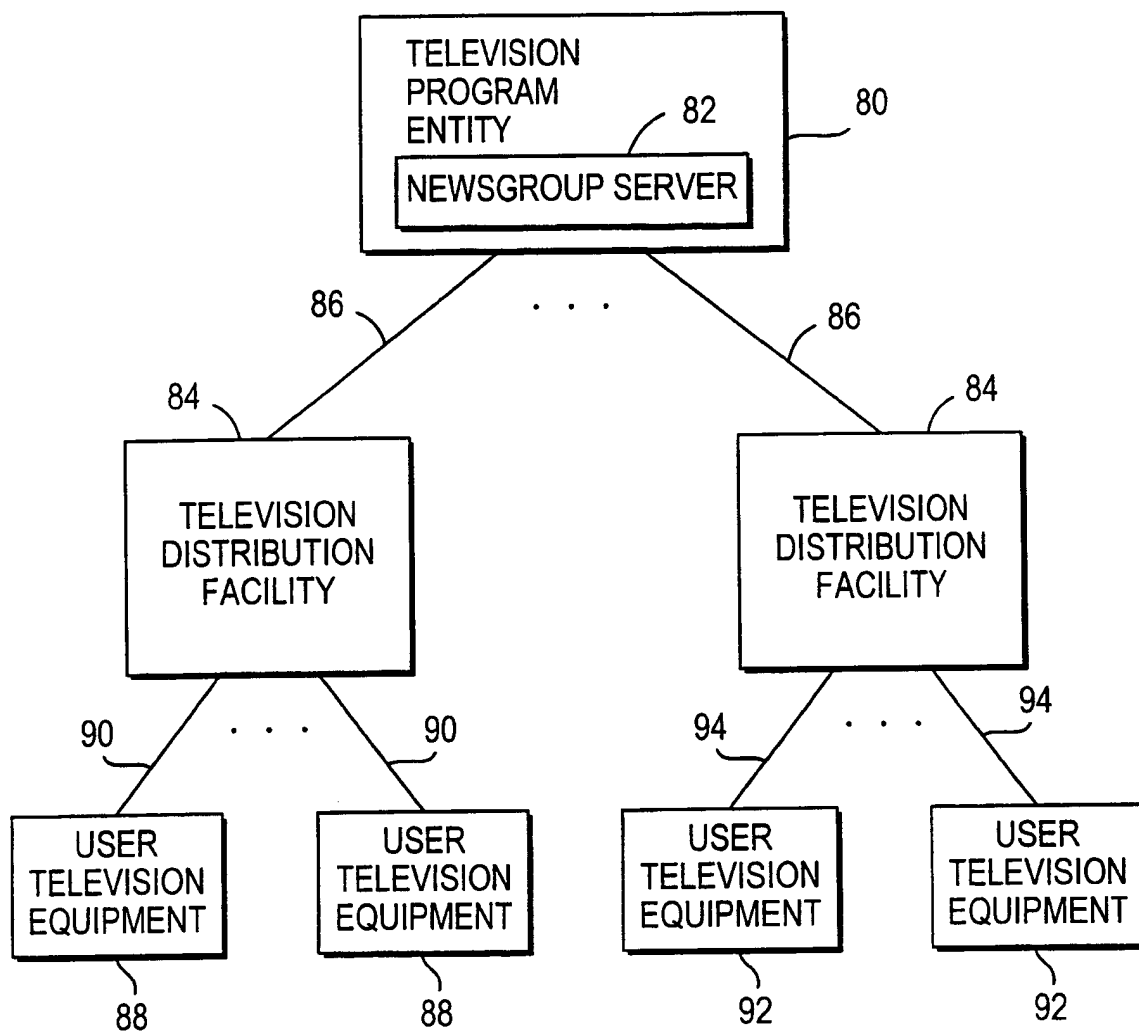 TELEVISION
PROGRAM
ENTITY
80
82
NEWSGROUP SERVER
. . .
86
86
84
84
TELEVISION
DISTRIBUTION
FACILITY
TELEVISION
DISTRIBUTION
FACILITY
90
. . .
90
94
. . .
94
USER
TELEVISION
EQUIPMENT
USER
TELEVISION
EQUIPMENT
USER
TELEVISION
EQUIPMENT
USER
TELEVISION
EQUIPMENT
88
88
92
92